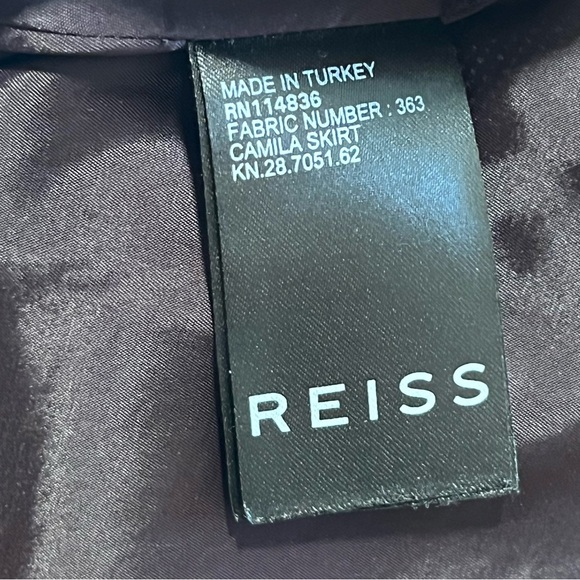 MADE IN TURKEY
RN114836
FABRIC NUMBER : 363
CAMILA SKIRT
KN.28.7051.62
REISS